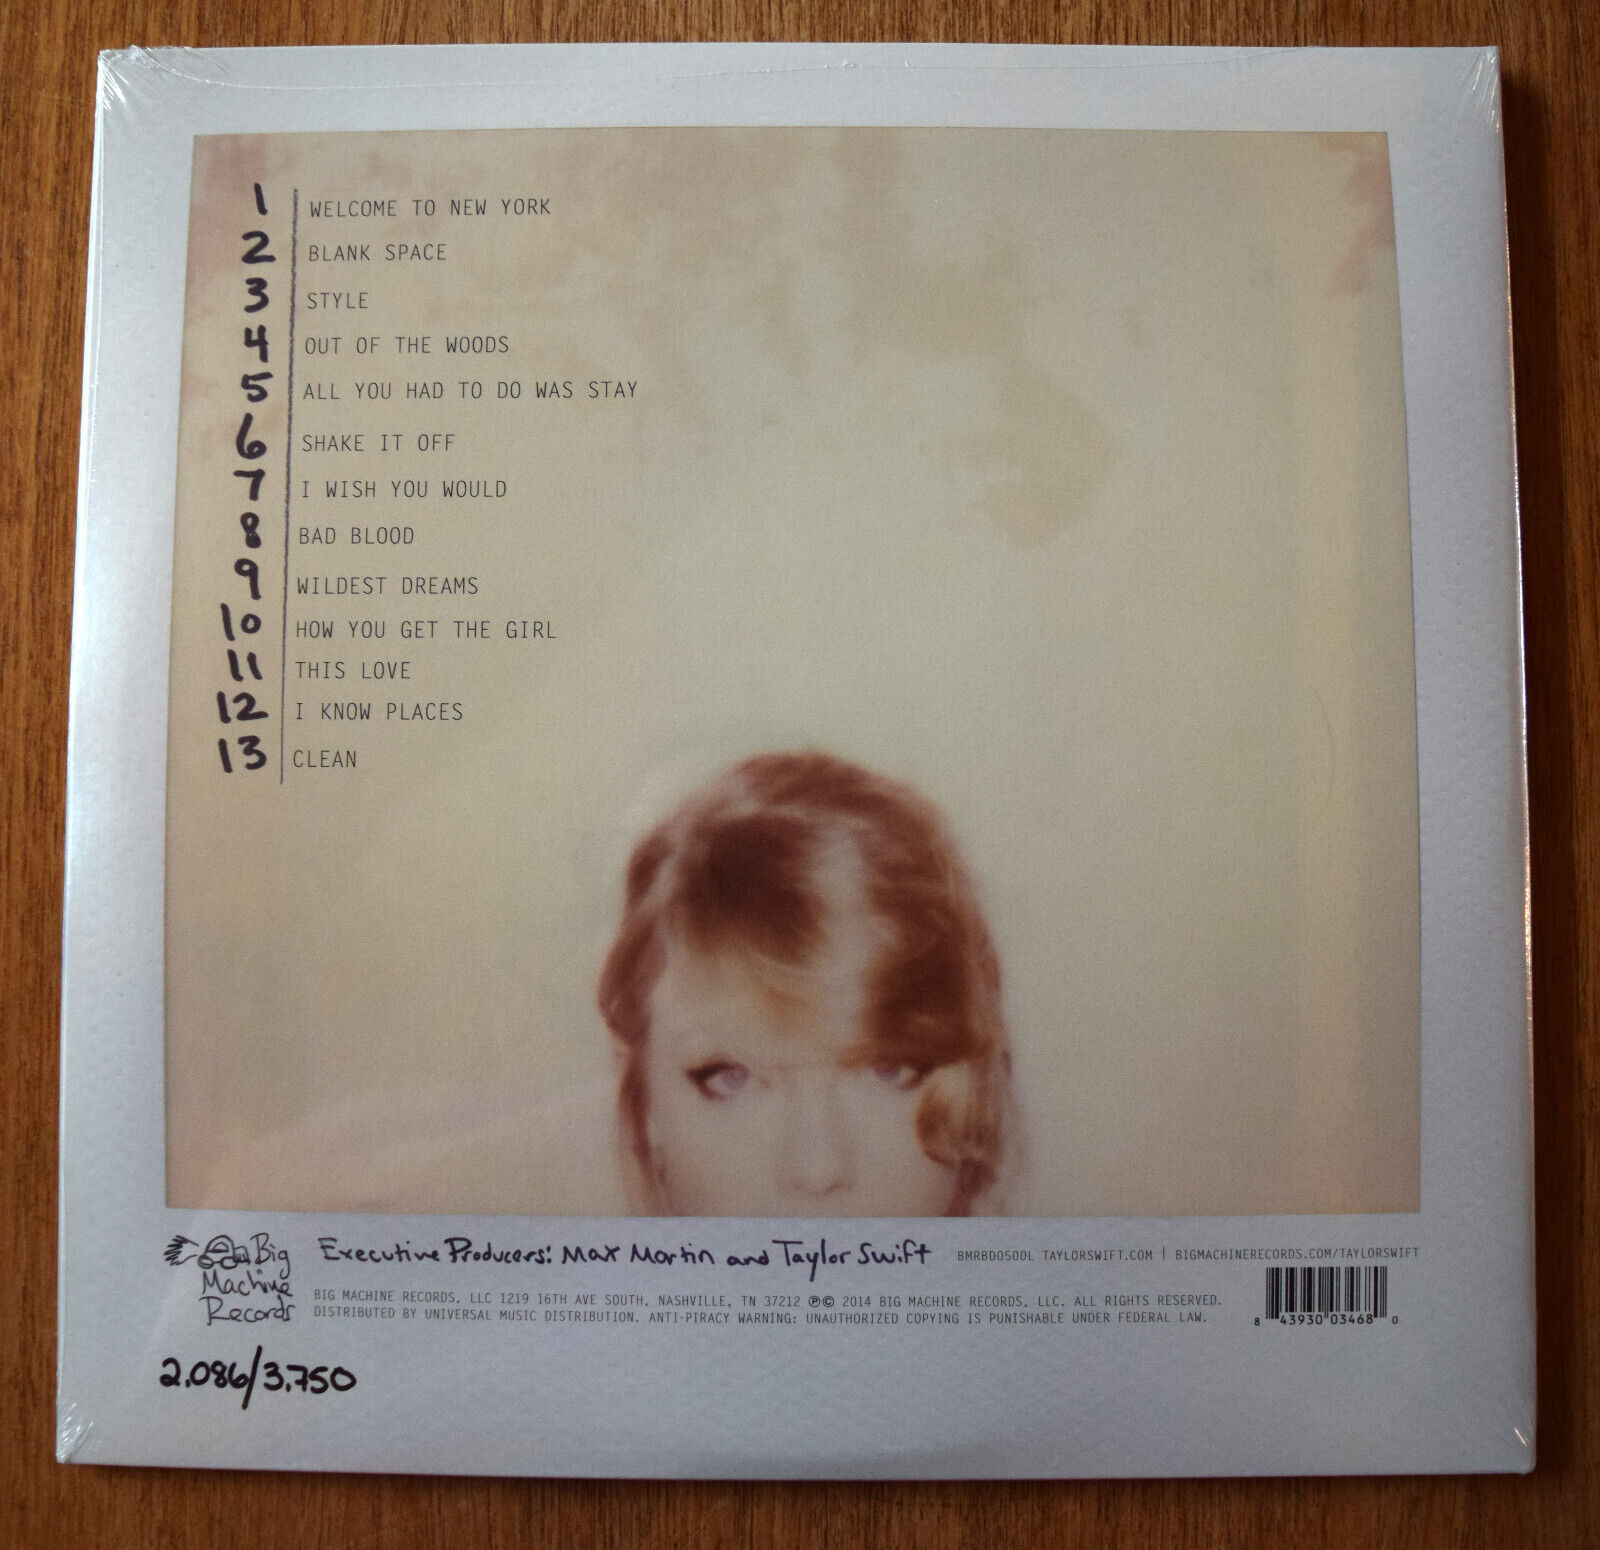 1 WELCOME TO NEW YORK
2 BLANK SPACE
3 STYLE
4 OUT OF THE WOODS
5 ALL YOU HAD TO DO WAS STAY
6 SHAKE IT OFF
7 I WISH YOU WOULD
8 BAD BLOOD
9 WILDEST DREAMS
10 HOW YOU GET THE GIRL
11 THIS LOVE
12 I KNOW PLACES
13 CLEAN
Big
Machine
Records
Executive Producers: Max Martin and Taylor Swift
BMRBD0500L TAYLORSWIFT.COM | BIGMACHINERECORDS.COM/TAYLORSWIFT
BIG MACHINE RECORDS, LLC 1219 16TH AVE SOUTH, NASHVILLE, TN 37212 ℗© 2014 BIG MACHINE RECORDS, LLC. ALL RIGHTS RESERVED.
DISTRIBUTED BY UNIVERSAL MUSIC DISTRIBUTION. ANTI-PIRACY WARNING: UNAUTHORIZED COPYING IS PUNISHABLE UNDER FEDERAL LAW.
8 43930 03468 0
2.086/3.750